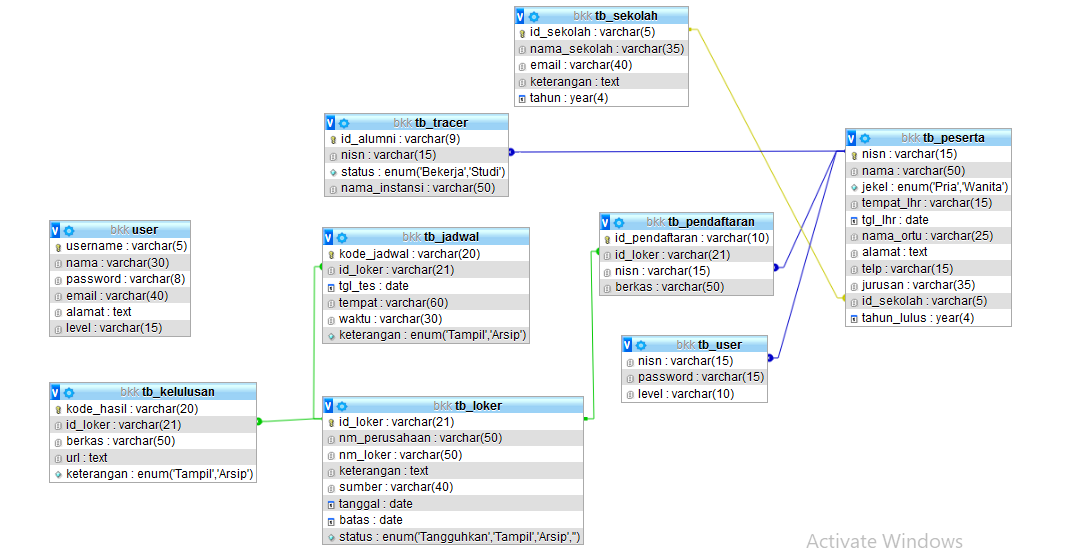 bkk tb_sekolah
id_sekolah : varchar(5)
nama_sekolah : varchar(35)
email : varchar(40)
keterangan : text
tahun : year(4)
bkk tb_tracer
id_alumni : varchar(9)
nisn : varchar(15)
status : enum('Bekerja','Studi')
nama_instansi : varchar(50)
bkk tb_peserta
nisn : varchar(15)
nama : varchar(50)
jekel : enum('Pria','Wanita')
tempat_lhr : varchar(15)
tgl_lhr : date
nama_ortu : varchar(25)
alamat : text
telp : varchar(15)
jurusan : varchar(35)
id_sekolah : varchar(5)
tahun_lulus : year(4)
bkk user
username : varchar(5)
nama : varchar(30)
password : varchar(8)
email : varchar(40)
alamat : text
level : varchar(15)
bkk tb_jadwal
kode_jadwal : varchar(20)
id_loker : varchar(21)
tgl_tes : date
tempat : varchar(60)
waktu : varchar(30)
keterangan : enum('Tampil','Arsip')
bkk tb_pendaftaran
id_pendaftaran : varchar(10)
id_loker : varchar(21)
nisn : varchar(15)
berkas : varchar(50)
bkk tb_user
nisn : varchar(15)
password : varchar(15)
level : varchar(10)
bkk tb_kelulusan
kode_hasil : varchar(20)
id_loker : varchar(21)
berkas : varchar(50)
url : text
keterangan : enum('Tampil','Arsip')
bkk tb_loker
id_loker : varchar(21)
nm_perusahaan : varchar(50)
nm_loker : varchar(50)
keterangan : text
sumber : varchar(40)
tanggal : date
batas : date
status : enum('Tangguhkan','Tampil','Arsip','')
Activate Windows